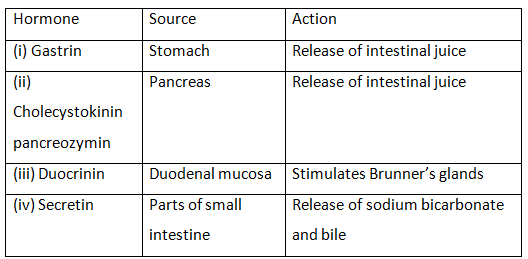 Hormone Source Action
(i) Gastrin Stomach Release of intestinal juice
(ii) Pancreas Release of intestinal juice
Cholecystokinin
pancreozymin
(iii) Duocrinin Duodenal mucosa Stimulates Brunner’s glands
(iv) Secretin Parts of small Release of sodium bicarbonate
intestine and bile